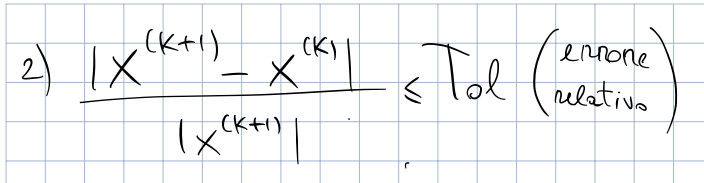 2) |x^(k+1) - x^(k)| / |x^(k+1)| ≤ Tol (errore relativo)